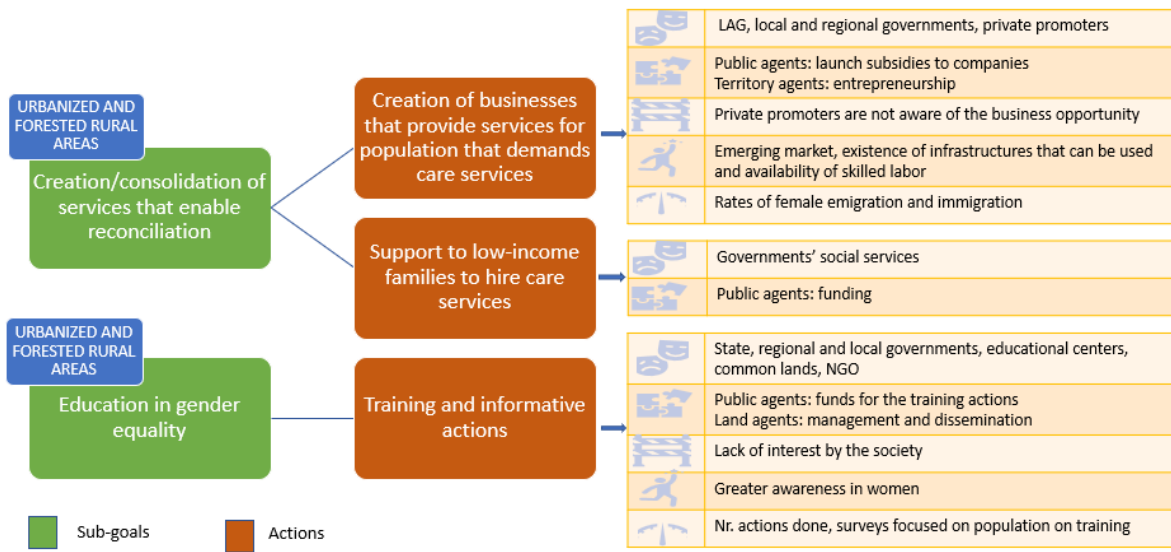 URBANIZED AND
FORESTED RURAL
AREAS
Creation/consolidation of
services that enable
reconciliation
Creation of businesses
that provide services for
population that demands
care services
LAG, local and regional governments, private promoters
Public agents: launch subsidies to companies
Territory agents: entrepreneurship
Private promoters are not aware of the business opportunity
Emerging market, existence of infrastructures that can be used
and availability of skilled labor
Rates of female emigration and immigration
Support to low-income
families to hire care
services
Governments’ social services
Public agents: funding
URBANIZED AND
FORESTED RURAL
AREAS
Education in gender
equality
Training and informative
actions
State, regional and local governments, educational centers,
common lands, NGO
Public agents: funds for the training actions
Land agents: management and dissemination
Lack of interest by the society
Greater awareness in women
Nr. actions done, surveys focused on population on training
Sub-goals
Actions